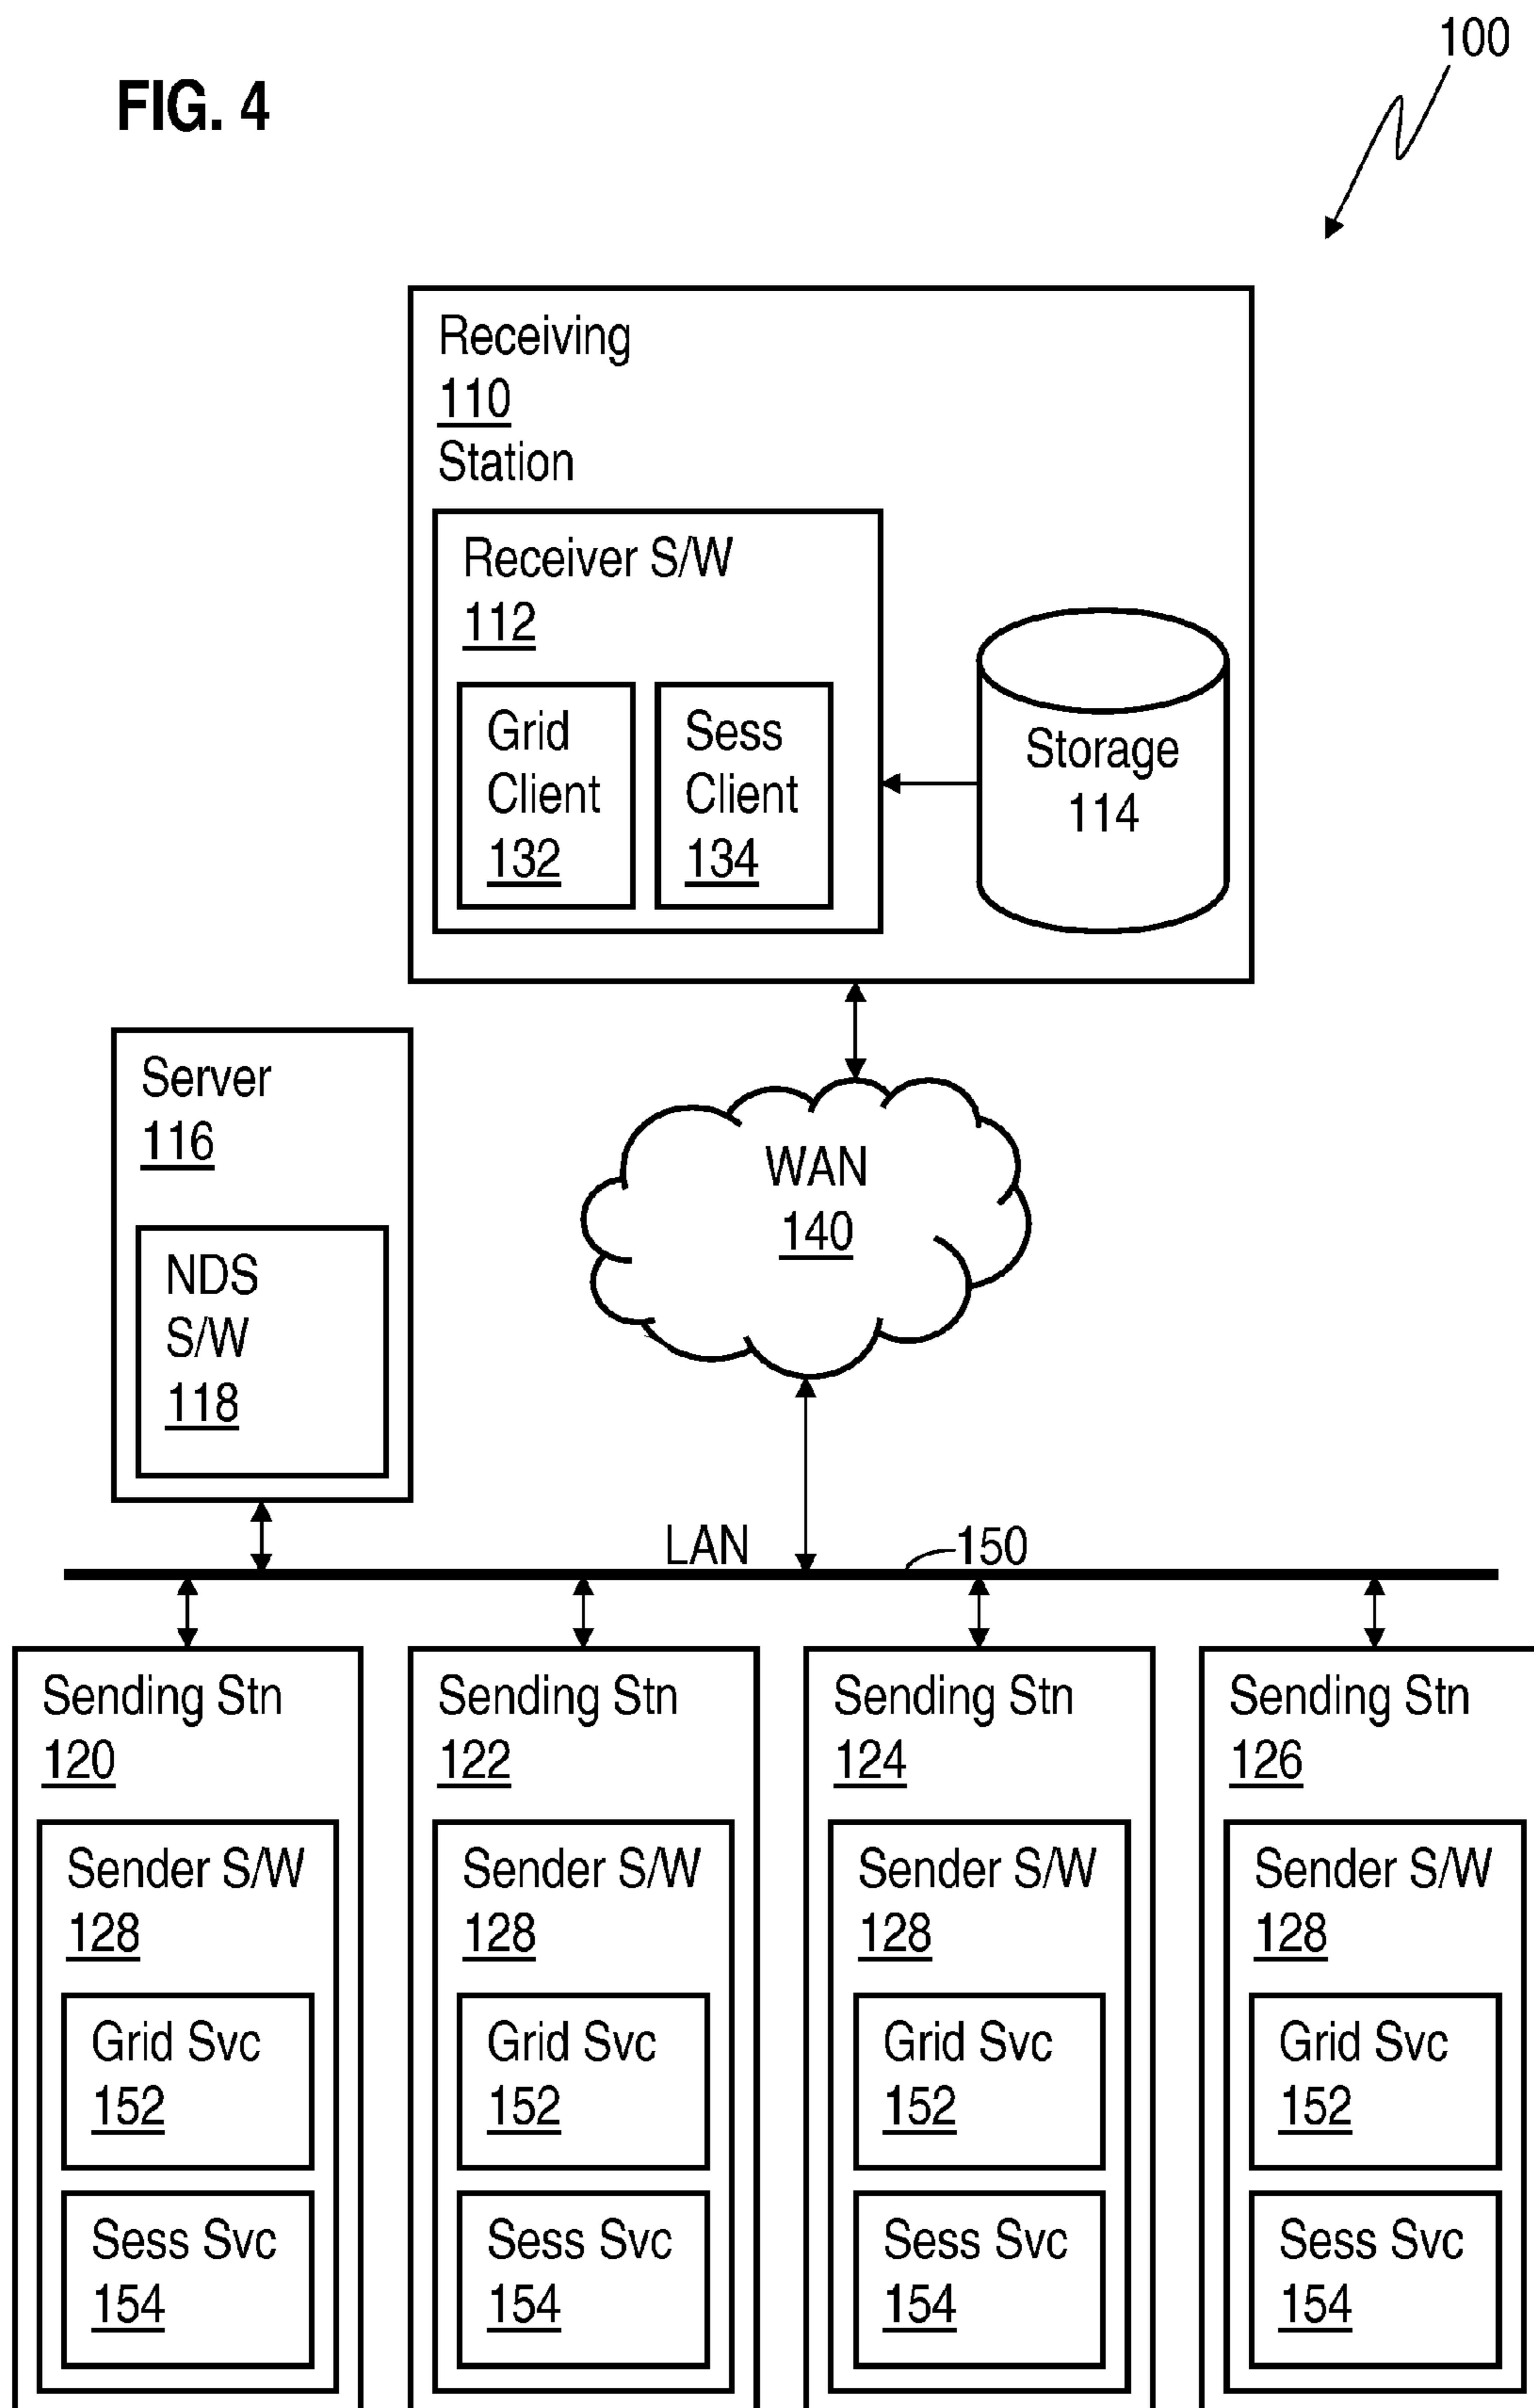 100
FIG. 4
Receiving
110
Station
Receiver S/W
112
Grid
Client
132
Sess
Client
134
Storage
114
Server
116
NDS
S/W
118
WAN
140
LAN
150
Sending Stn
120
Sender S/W
128
Grid Svc
152
Sess Svc
154
Sending Stn
122
Sender S/W
128
Grid Svc
152
Sess Svc
154
Sending Stn
124
Sender S/W
128
Grid Svc
152
Sess Svc
154
Sending Stn
126
Sender S/W
128
Grid Svc
152
Sess Svc
154